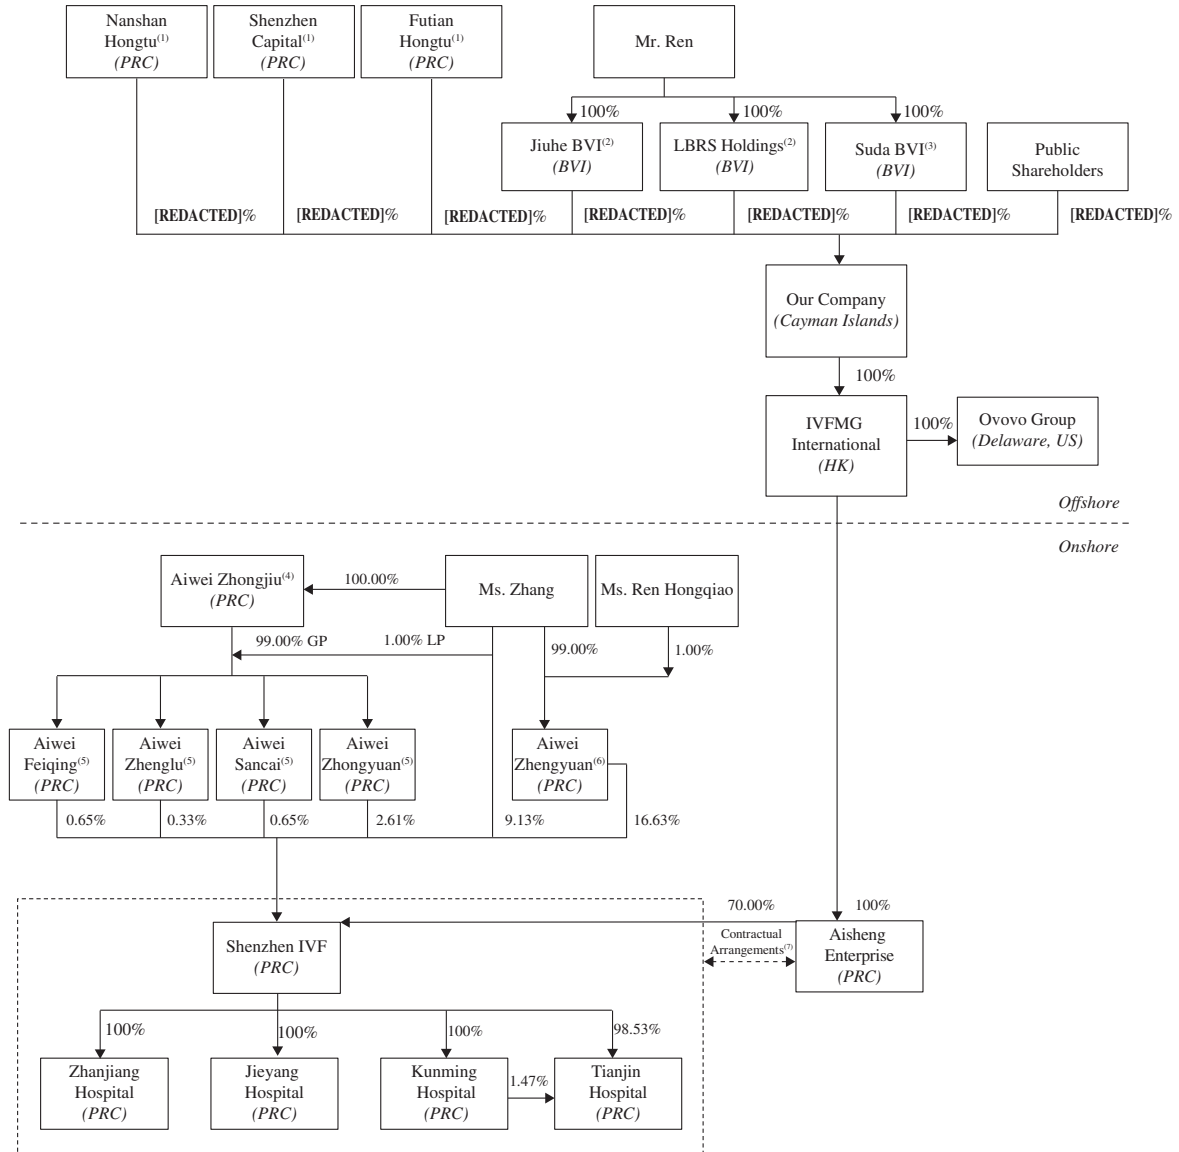 Nanshan
Hongtu(1)
(PRC)
Shenzhen
Capital(1)
(PRC)
Futian
Hongtu(1)
(PRC)
Mr. Ren
100%
100%
100%
Jiuhe BVI(2)
(BVI)
LBRS Holdings(2)
(BVI)
Suda BVI(3)
(BVI)
Public
Shareholders
[REDACTED]%
[REDACTED]%
[REDACTED]%
[REDACTED]%
[REDACTED]%
[REDACTED]%
[REDACTED]%
Our Company
(Cayman Islands)
100%
IVFMG
International
(HK)
100%
Ovovo Group
(Delaware, US)
Offshore
Onshore
Aiwei Zhongjiu(4)
(PRC)
100.00%
Ms. Zhang
Ms. Ren Hongqiao
99.00% GP
1.00% LP
99.00%
1.00%
Aiwei
Feiqing(5)
(PRC)
Aiwei
Zhenglu(5)
(PRC)
Aiwei
Sancai(5)
(PRC)
Aiwei
Zhongyuan(5)
(PRC)
Aiwei
Zhengyuan(6)
(PRC)
0.65%
0.33%
0.65%
2.61%
9.13%
16.63%
70.00%
100%
Shenzhen IVF
(PRC)
Contractual
Arrangements(7)
Aisheng
Enterprise
(PRC)
100%
100%
100%
98.53%
Zhanjiang
Hospital
(PRC)
Jieyang
Hospital
(PRC)
Kunming
Hospital
(PRC)
1.47%
Tianjin
Hospital
(PRC)